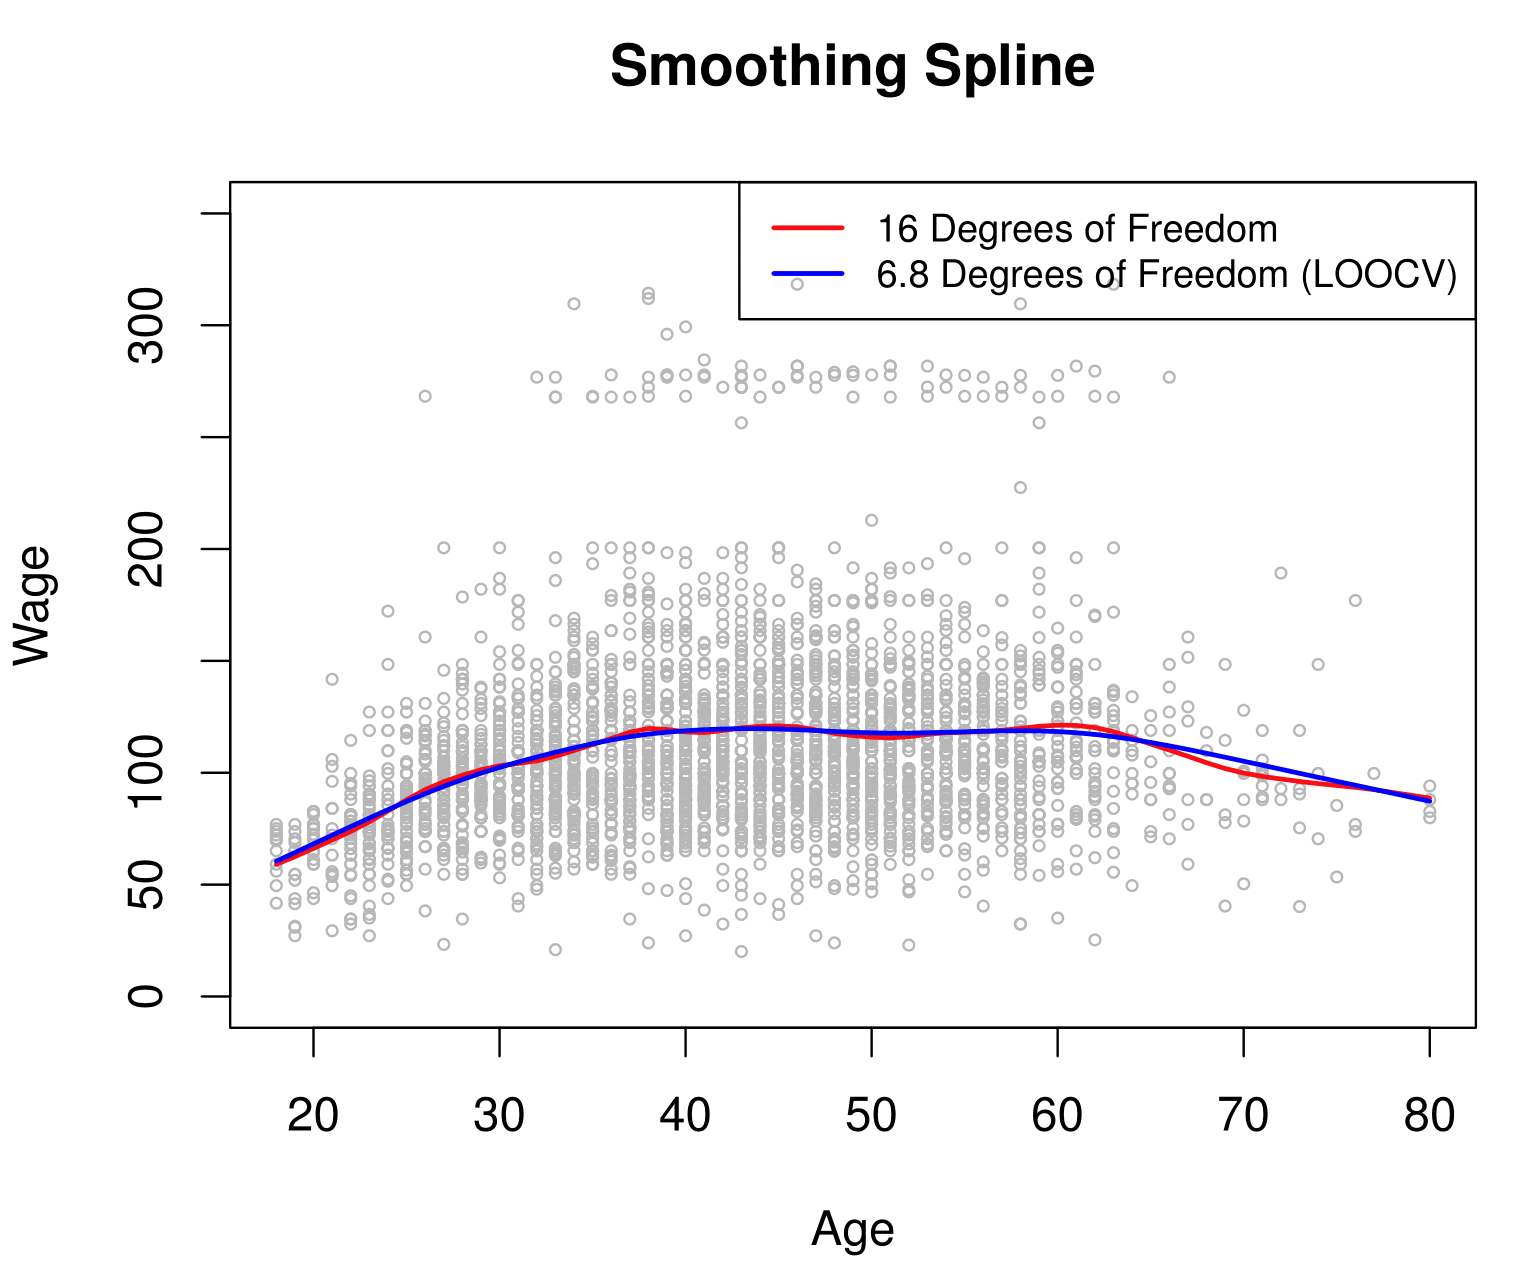 Smoothing Spline
16 Degrees of Freedom
6.8 Degrees of Freedom (LOOCV)
Wage
300
200
100
50
0
20 30 40 50 60 70 80
Age